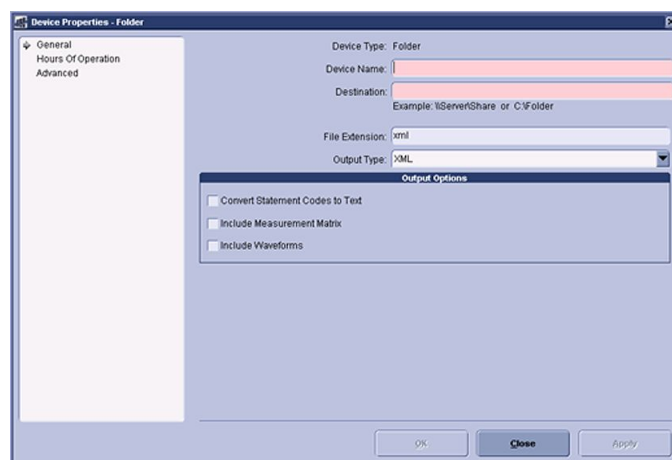 Device Properties - Folder
General
Hours Of Operation
Advanced
Device Type: Folder
Device Name:
Destination:
Example: \\Server\Share or C:\Folder
File Extension: xml
Output Type: XML
Output Options
Convert Statement Codes to Text
Include Measurement Matrix
Include Waveforms
OK
Close
Apply